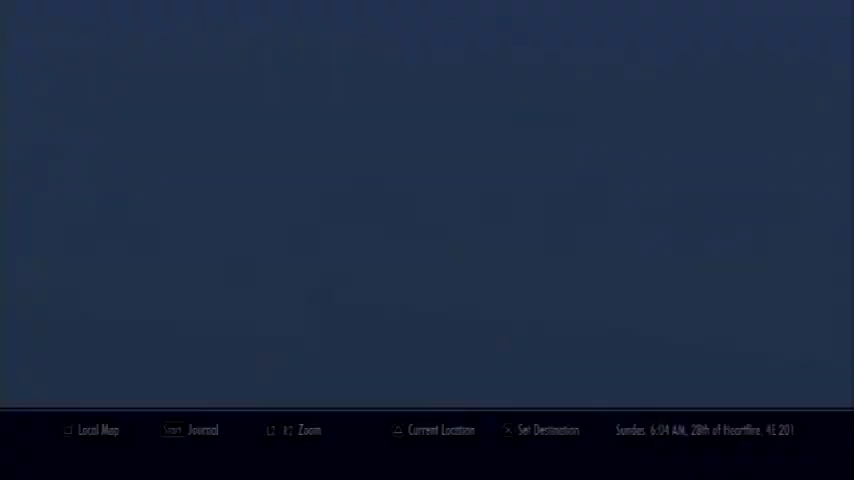 Local Map Start Journal L2 R2 Zoom Current Location Set Destination Sundas, 6:04 AM, 28th of Heartfire, 4E 201